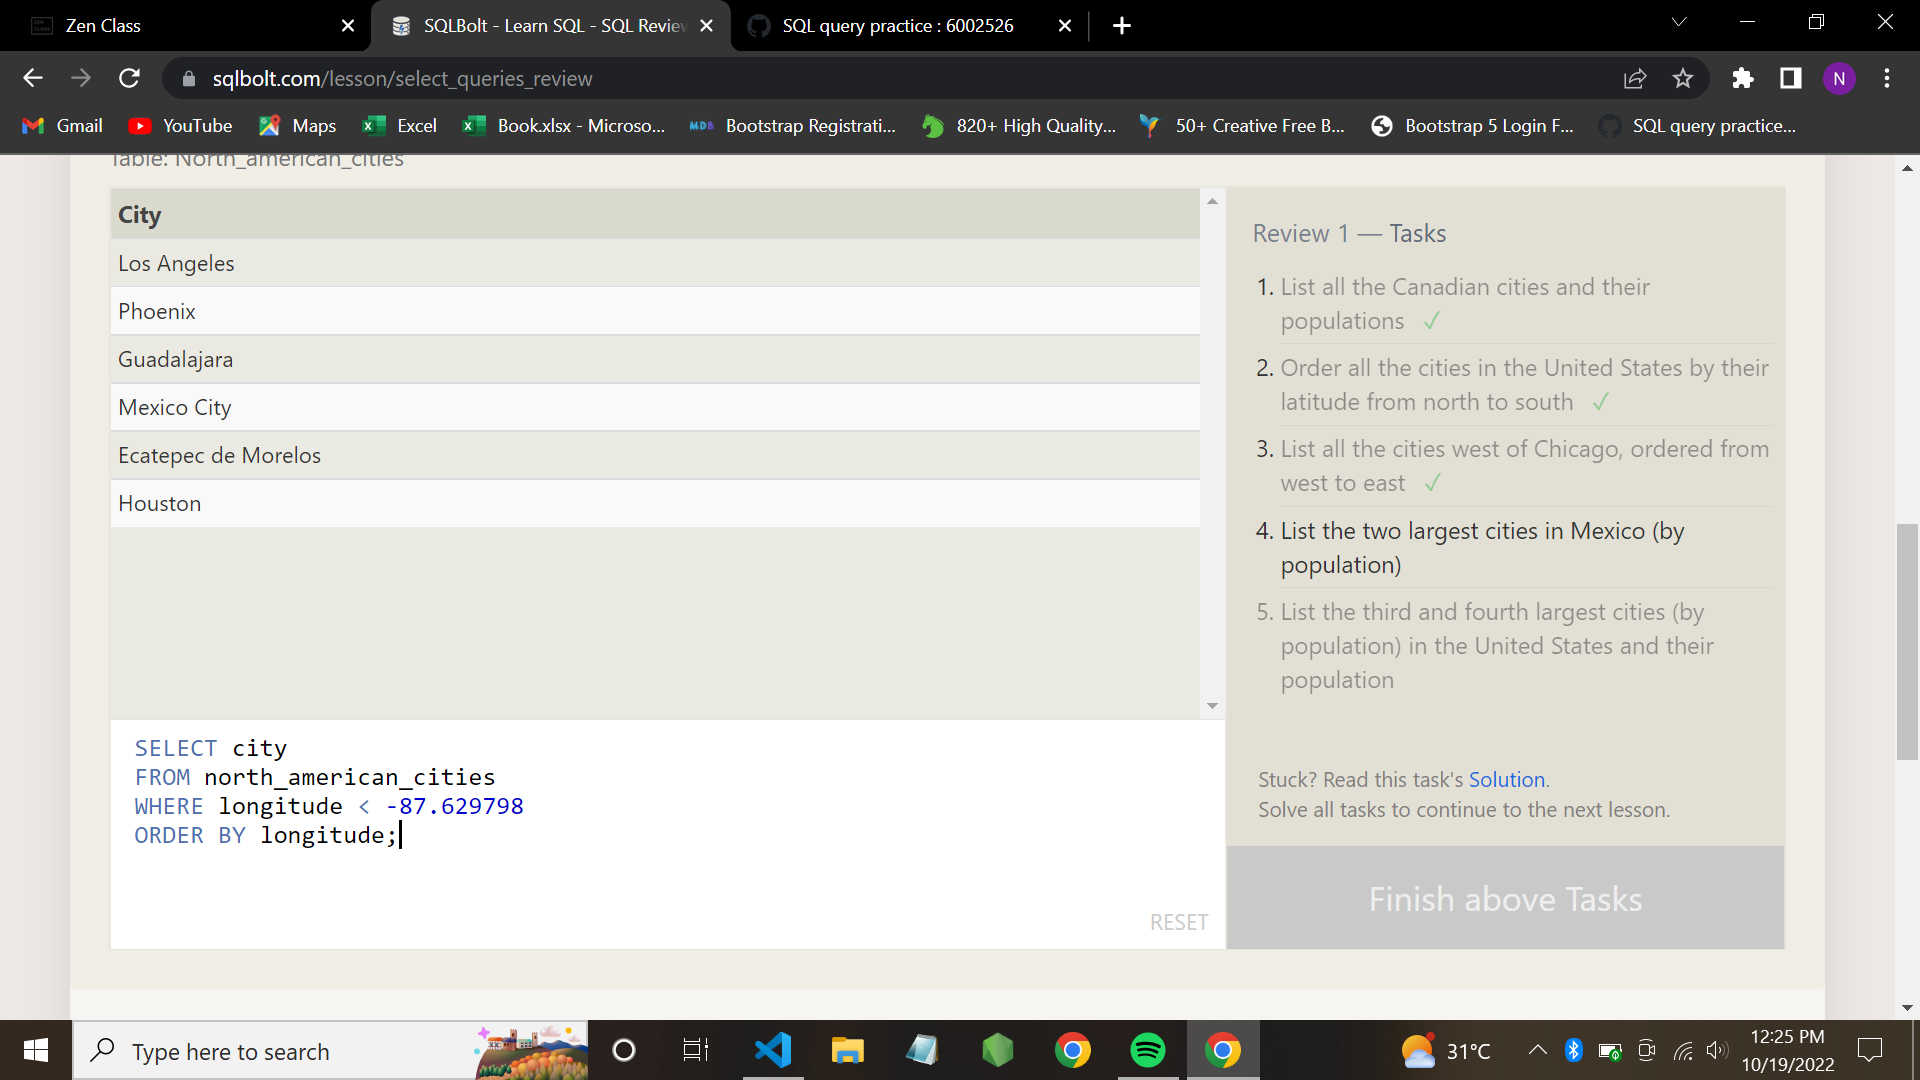 Zen Class
SQLBolt - Learn SQL - SQL Review
SQL query practice : 6002526
sqlbolt.com/lesson/select_queries_review
N
Gmail
YouTube
Maps
Excel
Book.xlsx - Microso...
MDB
Bootstrap Registrati...
820+ High Quality...
50+ Creative Free B...
Bootstrap 5 Login F...
SQL query practice...
Table: North_american_cities
City
Los Angeles
Phoenix
Guadalajara
Mexico City
Ecatepec de Morelos
Houston
SELECT city
FROM north_american_cities
WHERE longitude < -87.629798
ORDER BY longitude;
RESET
Review 1 — Tasks
1. List all the Canadian cities and their
populations ✓
2. Order all the cities in the United States by their
latitude from north to south ✓
3. List all the cities west of Chicago, ordered from
west to east ✓
4. List the two largest cities in Mexico (by
population)
5. List the third and fourth largest cities (by
population) in the United States and their
population
Stuck? Read this task's Solution.
Solve all tasks to continue to the next lesson.
Finish above Tasks
Type here to search
31°C
12:25 PM
10/19/2022